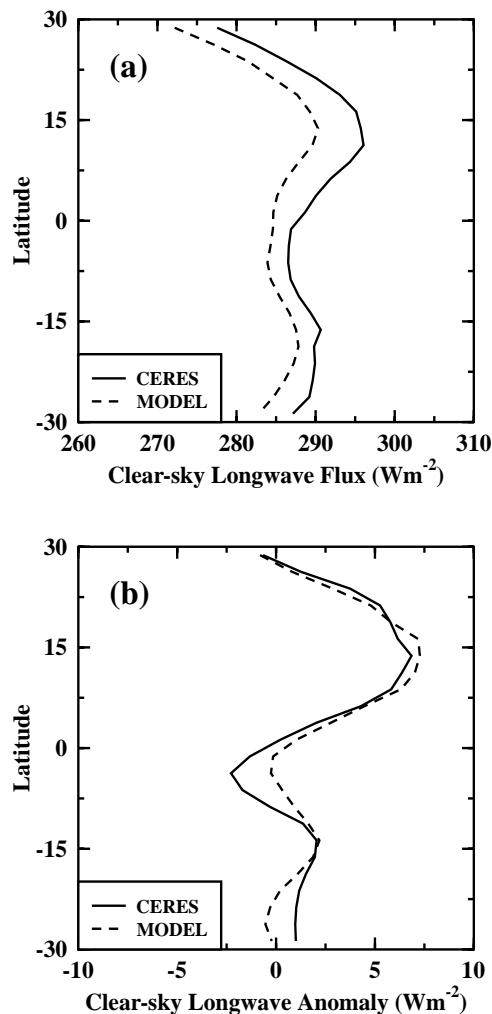 30
(a)
15
Latitude
0
-15
CERES
MODEL
-30
260 270 280 290 300 310
Clear-sky Longwave Flux (Wm-2)
30
(b)
15
Latitude
0
-15
CERES
MODEL
-30
-10 -5 0 5 10
Clear-sky Longwave Anomaly (Wm-2)